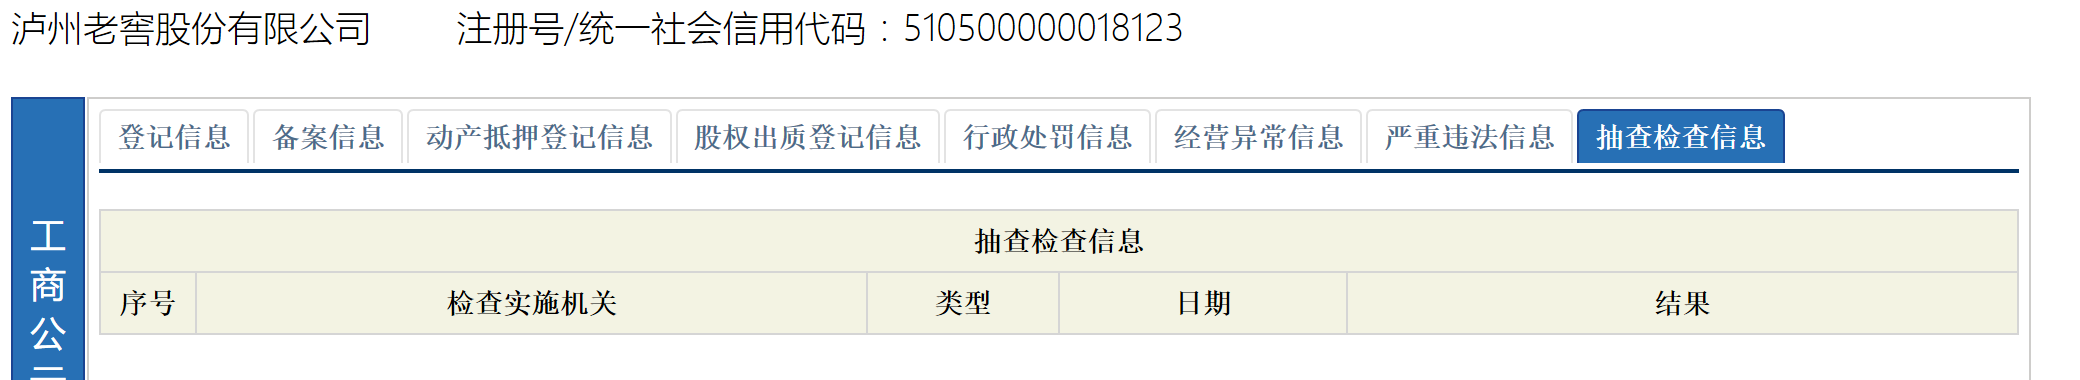 泸州老窖股份有限公司 注册号/统一社会信用代码：510500000018123
登记信息 备案信息 动产抵押登记信息 股权出质登记信息 行政处罚信息 经营异常信息 严重违法信息 抽查检查信息
抽查检查信息
序号 检查实施机关 类型 日期 结果
工
商
公